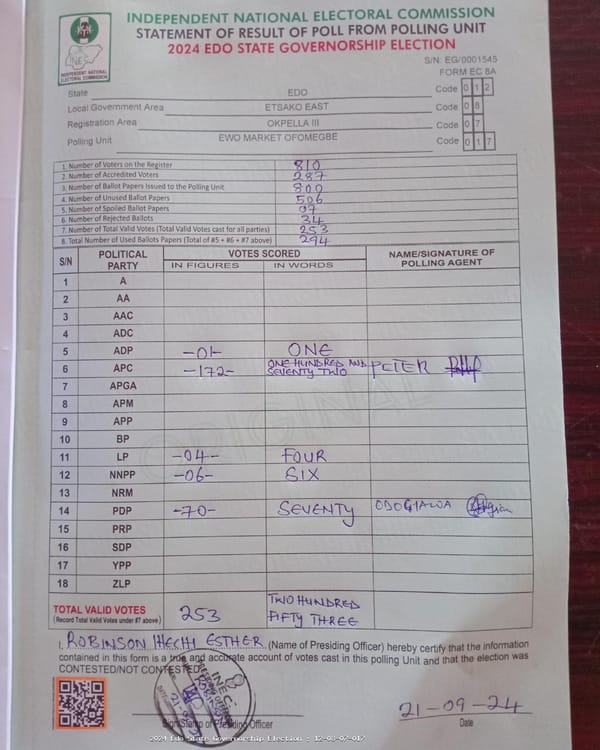 INDEPENDENT NATIONAL ELECTORAL COMMISSION
STATEMENT OF RESULT OF POLL FROM POLLING UNIT
2024 EDO STATE GOVERNORSHIP ELECTION
INEC
INDEPENDENT NATIONAL ELECTORAL COMMISSION
S/N: EG/0001545
FORM EC 8A
State EDO Code 0 1 2
Local Government Area ETSAKO EAST Code 0 8
Registration Area OKPELLA III Code 0 7
Polling Unit EWO MARKET OFOMEGBE Code 0 1 7
1. Number of Voters on the Register 810
2. Number of Accredited Voters 287
3. Number of Ballot Papers Issued to the Polling Unit 800
4. Number of Unused Ballot Papers 506
5. Number of Spoiled Ballot Papers 07
6. Number of Rejected Ballots 34
7. Number of Total Valid Votes (Total Valid Votes cast for all parties) 253
8. Total Number of Used Ballots Papers (Total of #5 + #6 + #7 above) 294
S/N POLITICAL PARTY VOTES SCORED NAME/SIGNATURE OF POLLING AGENT
IN FIGURES IN WORDS
1 A
2 AA
3 AAC
4 ADC
5 ADP -01- ONE
6 APC -172- ONE HUNDRED AND SEVENTY TWO PETER
7 APGA
8 APM
9 APP
10 BP
11 LP -04- FOUR
12 NNPP -06- SIX
13 NRM
14 PDP -70- SEVENTY ODOGIAWA
15 PRP
16 SDP
17 YPP
18 ZLP
ORIGINAL
TOTAL VALID VOTES 253 TWO HUNDRED
(Record Total Valid Votes under #7 above) FIFTY THREE
I, ROBINSON IHECHI ESTHER (Name of Presiding Officer) hereby certify that the information
contained in this form is a true and accurate account of votes cast in this polling Unit and that the election was
CONTESTED/NOT CONTESTED.
INEC
21-09-24
Sign/Stamp of Presiding Officer Date
2024 Edo State Governorship Election - 12-08-07-017